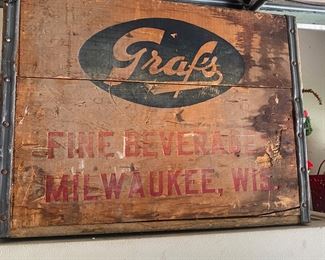 Graf's
FINE BEVERAGES
MILWAUKEE, WIS.